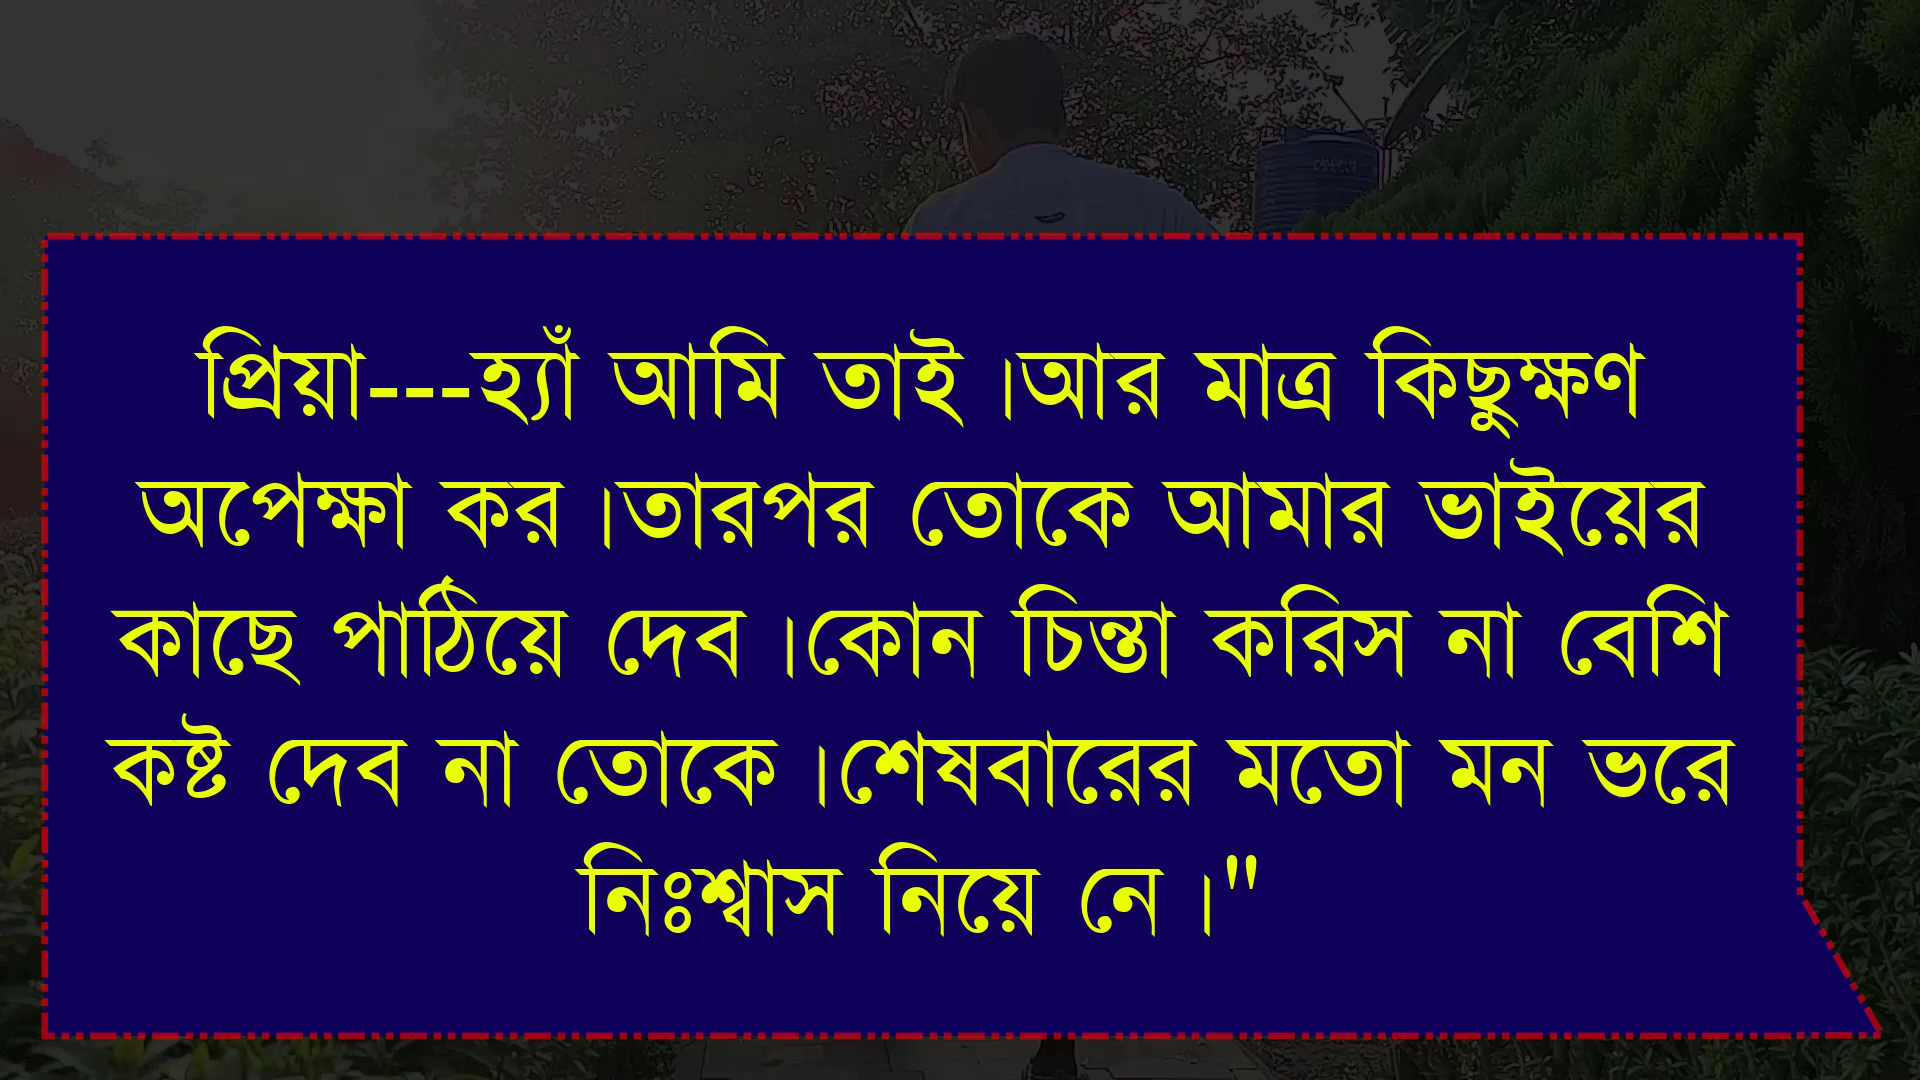 প্রিয়া---হ্যাঁ আমি তাই ।আর মাত্র কিছুক্ষণ
অপেক্ষা কর ।তারপর তোকে আমার ভাইয়ের
কাছে পাঠিয়ে দেব ।কোন চিন্তা করিস না বেশি
কষ্ট দেব না তোকে ।শেষবারের মতো মন ভরে
নিঃশ্বাস নিয়ে নে ।"